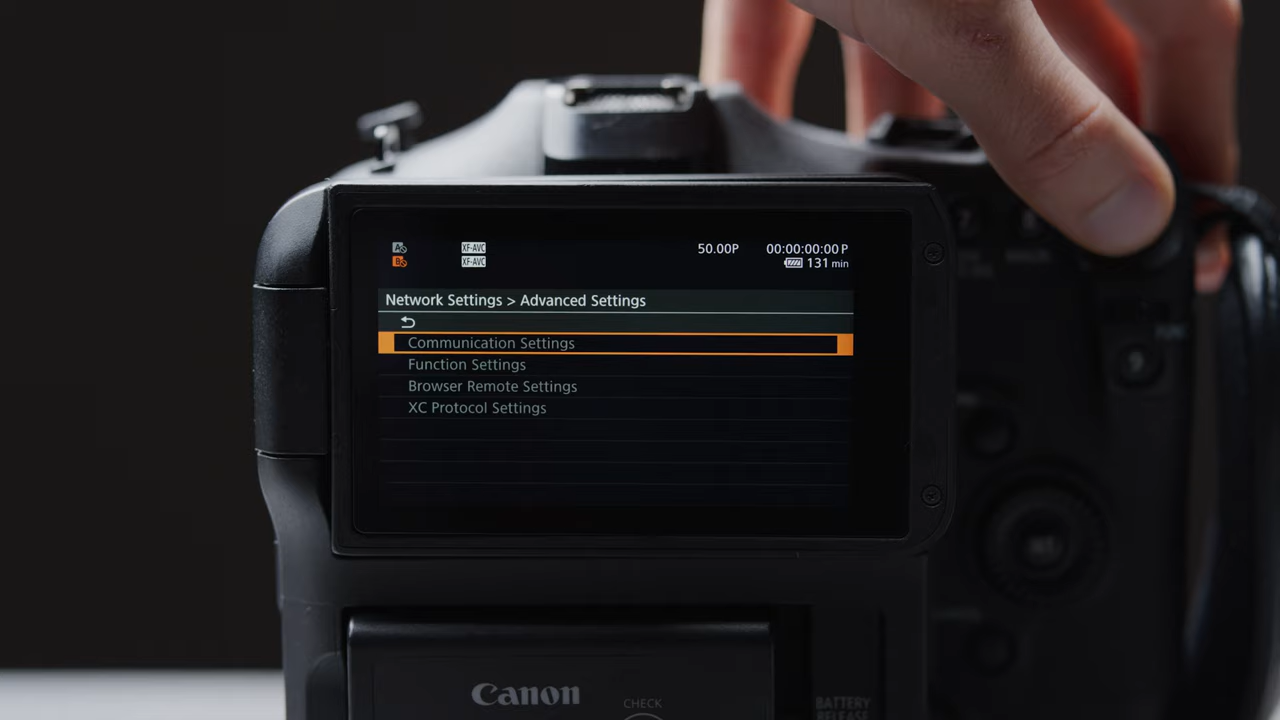 A 50.00P 00:00:00:00 P
XF-AVC
B 131 min
XF-AVC
Network Settings > Advanced Settings
Communication Settings
Function Settings
Browser Remote Settings
XC Protocol Settings
Canon
CHECK
BATTERY
RELEASE